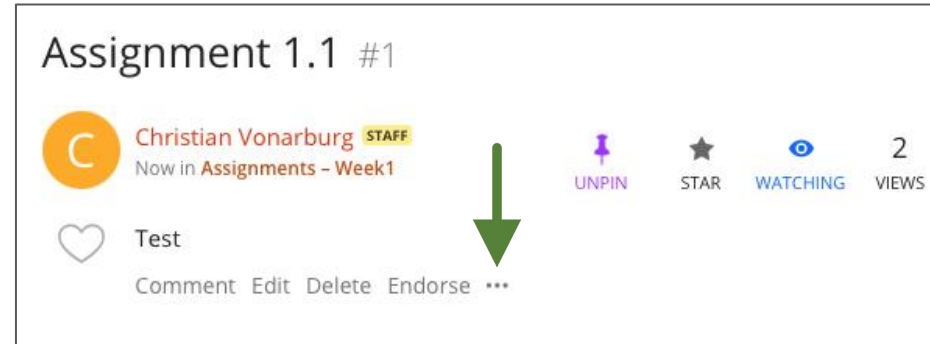 Assignment 1.1 #1
C
Christian Vonarburg STAFF
Now in Assignments – Week1
UNPIN
STAR
WATCHING
2
VIEWS
Test
Comment Edit Delete Endorse •••